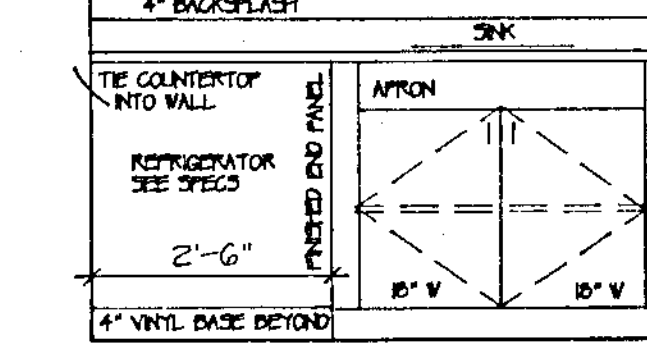 4" BACKSPLASH
SINK
TIE COUNTERTOP
INTO WALL
APRON
FINISHED END PANEL
REFRIGERATOR
SEE SPECS
2'-6"
18" W
18" W
4" VINYL BASE BEYOND